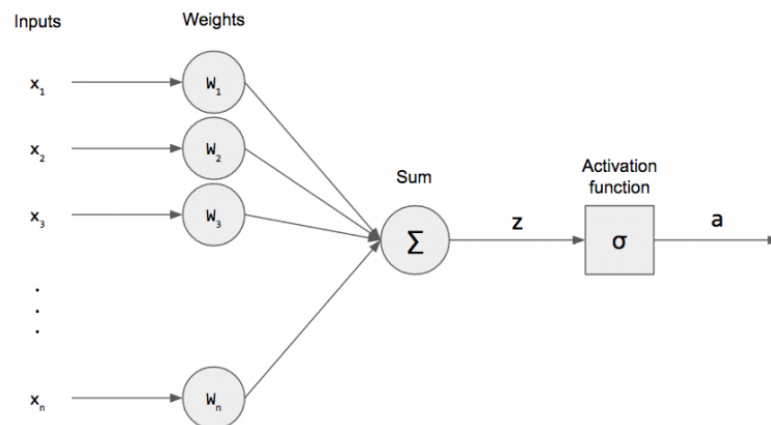 Inputs
Weights
x₁
W₁
x₂
W₂
Sum
Activation
function
x₃
W₃
Σ
z
σ
a
.
.
.
xₙ
Wₙ